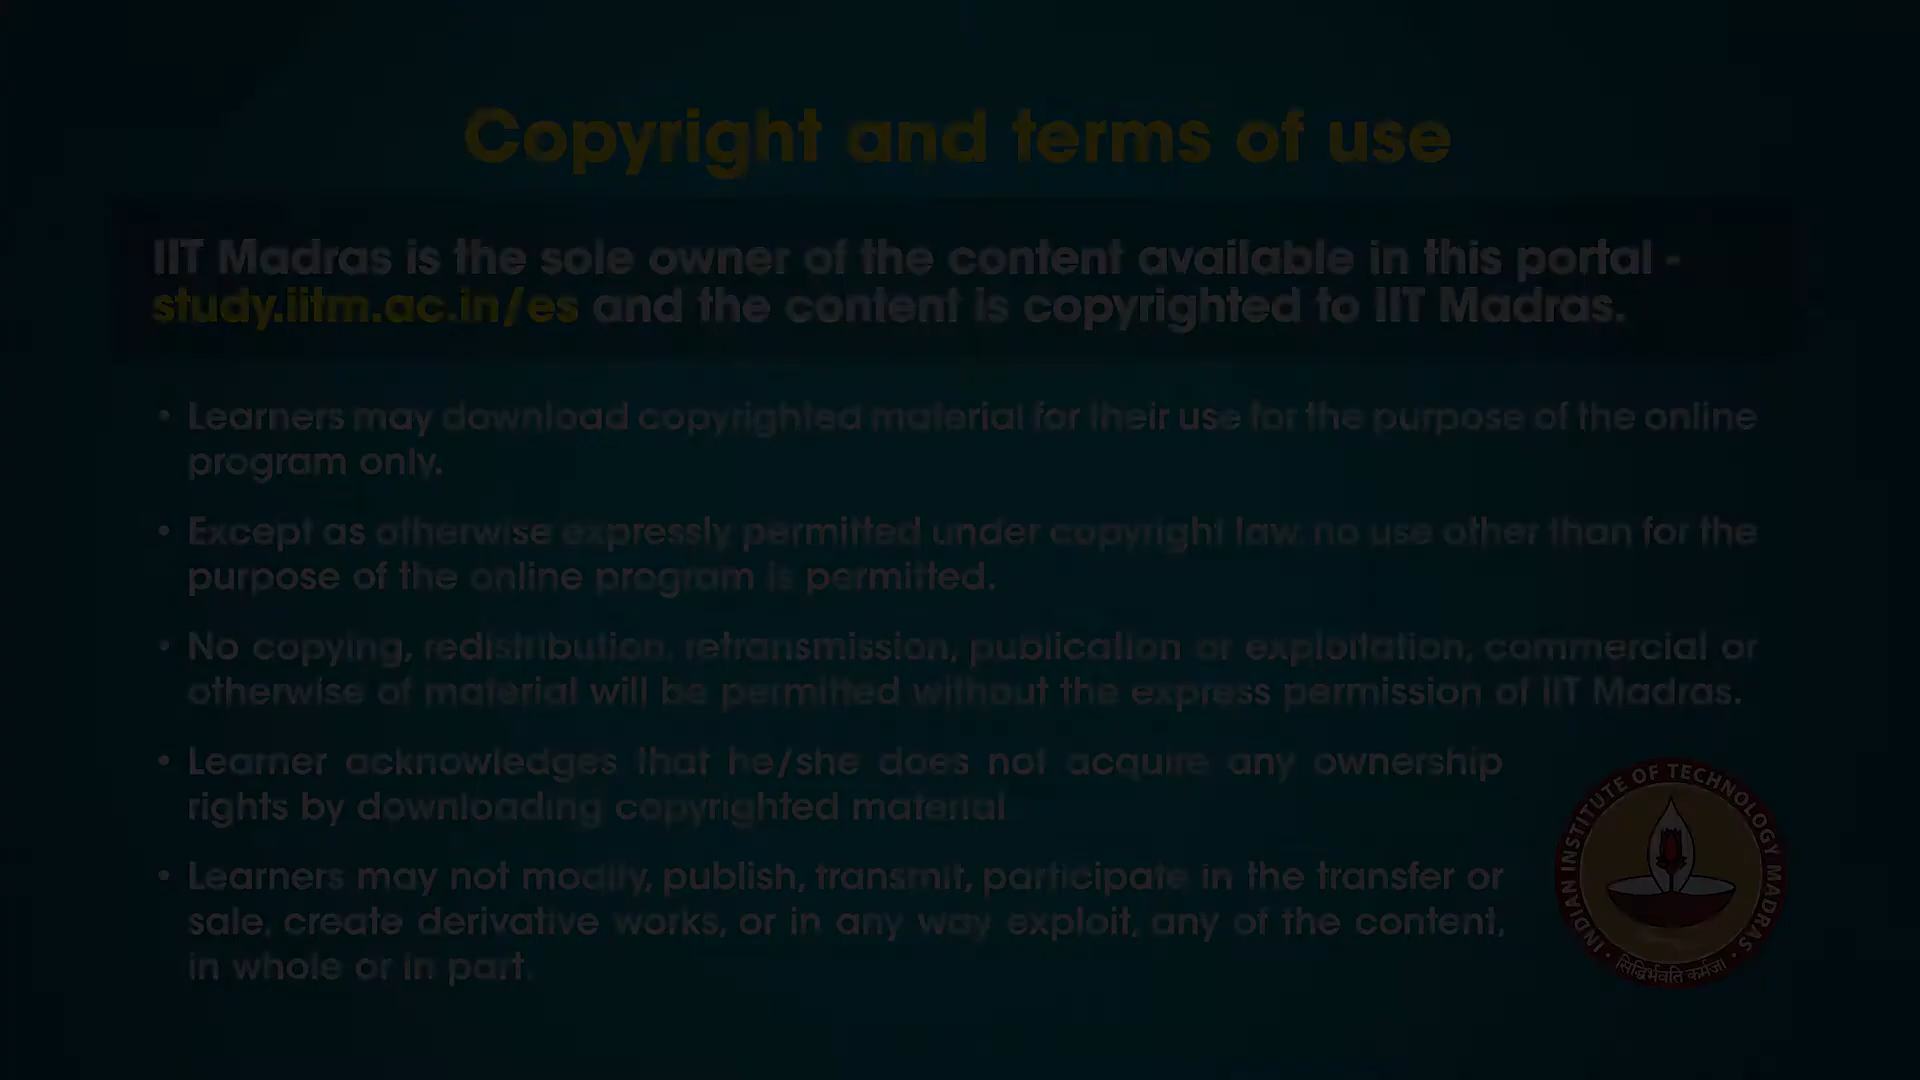 Copyright and terms of use
IIT Madras is the sole owner of the content available in this portal -
study.iitm.ac.in/es and the content is copyrighted to IIT Madras.
• Learners may download copyrighted material for their use for the purpose of the online
program only.
• Except as otherwise expressly permitted under copyright law, no use other than for the
purpose of the online program is permitted.
• No copying, redistribution, retransmission, publication or exploitation, commercial or
otherwise of material will be permitted without the express permission of IIT Madras.
• Learner acknowledges that he/she does not acquire any ownership
rights by downloading copyrighted material
• Learners may not modify, publish, transmit, participate in the transfer or
sale, create derivative works, or in any way exploit, any of the content,
in whole or in part.
INDIAN INSTITUTE OF TECHNOLOGY MADRAS
सिद्धिर्भवति कर्मजा